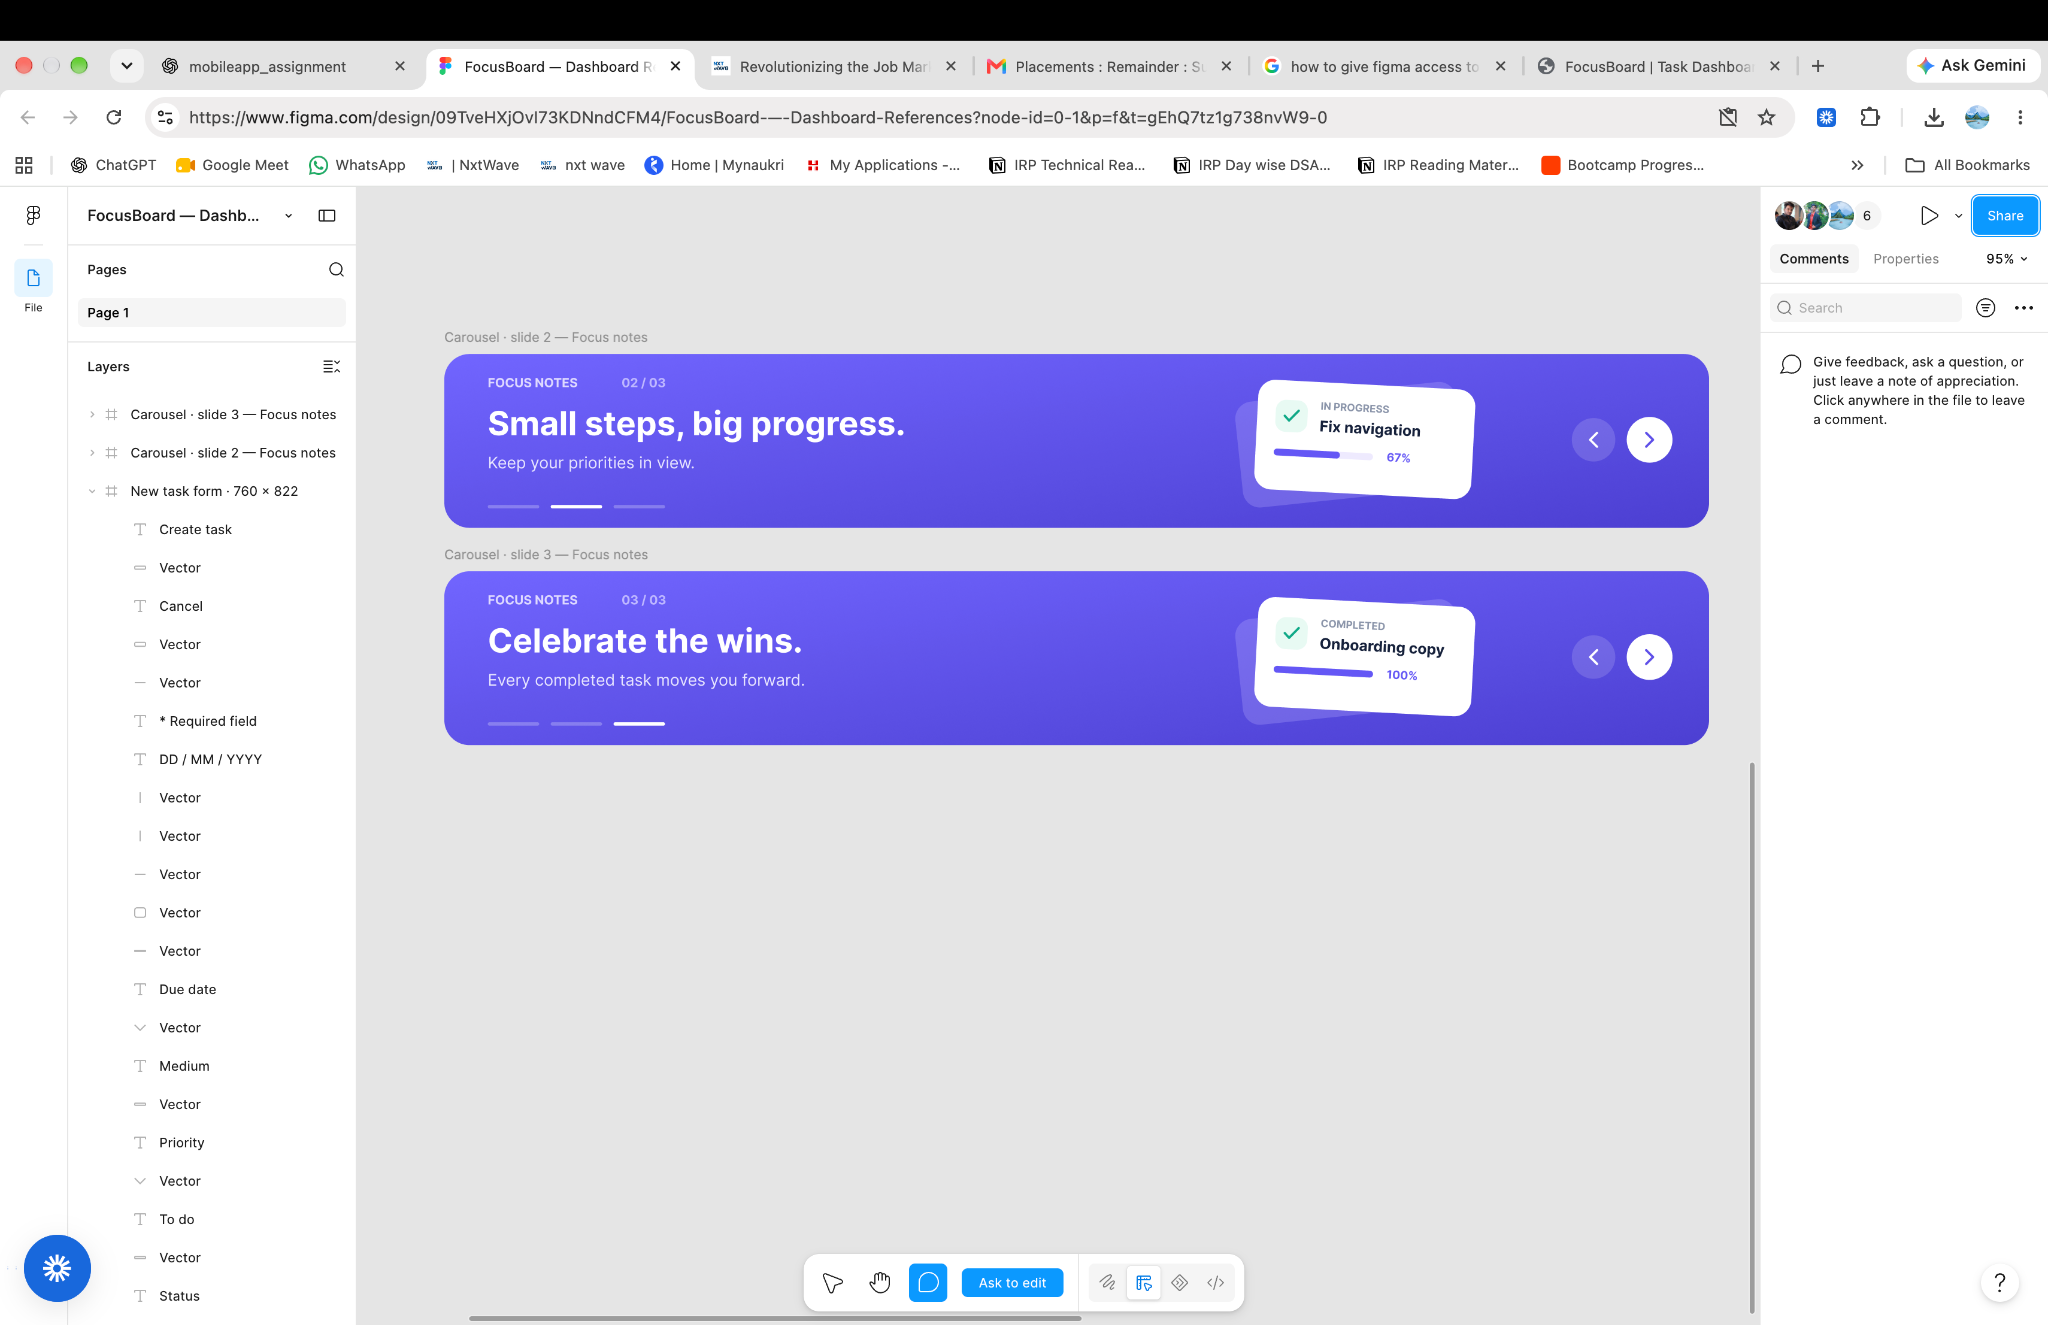 mobileapp_assignment
FocusBoard — Dashboard R
Revolutionizing the Job Mar
Placements : Remainder : Su
how to give figma access to
FocusBoard | Task Dashboa
Ask Gemini
https://www.figma.com/design/09TveHXjOvl73KDNndCFM4/FocusBoard-—-Dashboard-References?node-id=0-1&p=f&t=gEhQ7tz1g738nvW9-0
ChatGPT
Google Meet
WhatsApp
| NxtWave
nxt wave
Home | Mynaukri
My Applications -...
IRP Technical Rea...
IRP Day wise DSA...
IRP Reading Mater...
Bootcamp Progres...
All Bookmarks
FocusBoard — Dashb...
File
Pages
Page 1
Layers
Carousel · slide 3 — Focus notes
Carousel · slide 2 — Focus notes
New task form · 760 × 822
Create task
Vector
Cancel
Vector
Vector
* Required field
DD / MM / YYYY
Vector
Vector
Vector
Vector
Vector
Due date
Vector
Medium
Vector
Priority
Vector
To do
Vector
Status
Carousel · slide 2 — Focus notes
FOCUS NOTES 02 / 03
Small steps, big progress.
Keep your priorities in view.
IN PROGRESS
Fix navigation
67%
Carousel · slide 3 — Focus notes
FOCUS NOTES 03 / 03
Celebrate the wins.
Every completed task moves you forward.
COMPLETED
Onboarding copy
100%
Ask to edit
6
Share
Comments
Properties
95%
Search
Give feedback, ask a question, or
just leave a note of appreciation.
Click anywhere in the file to leave
a comment.
?